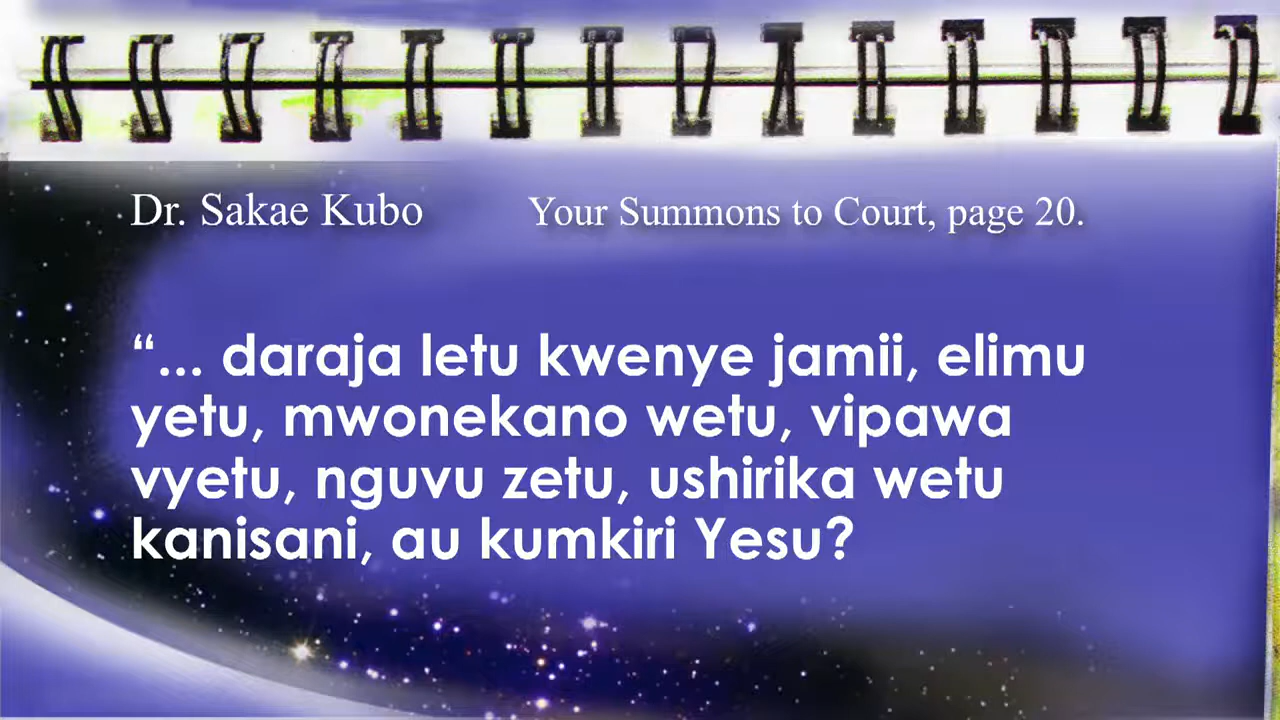 Dr. Sakae Kubo Your Summons to Court, page 20.
“... daraja letu kwenye jamii, elimu
yetu, mwonekano wetu, vipawa
vyetu, nguvu zetu, ushirika wetu
kanisani, au kumkiri Yesu?